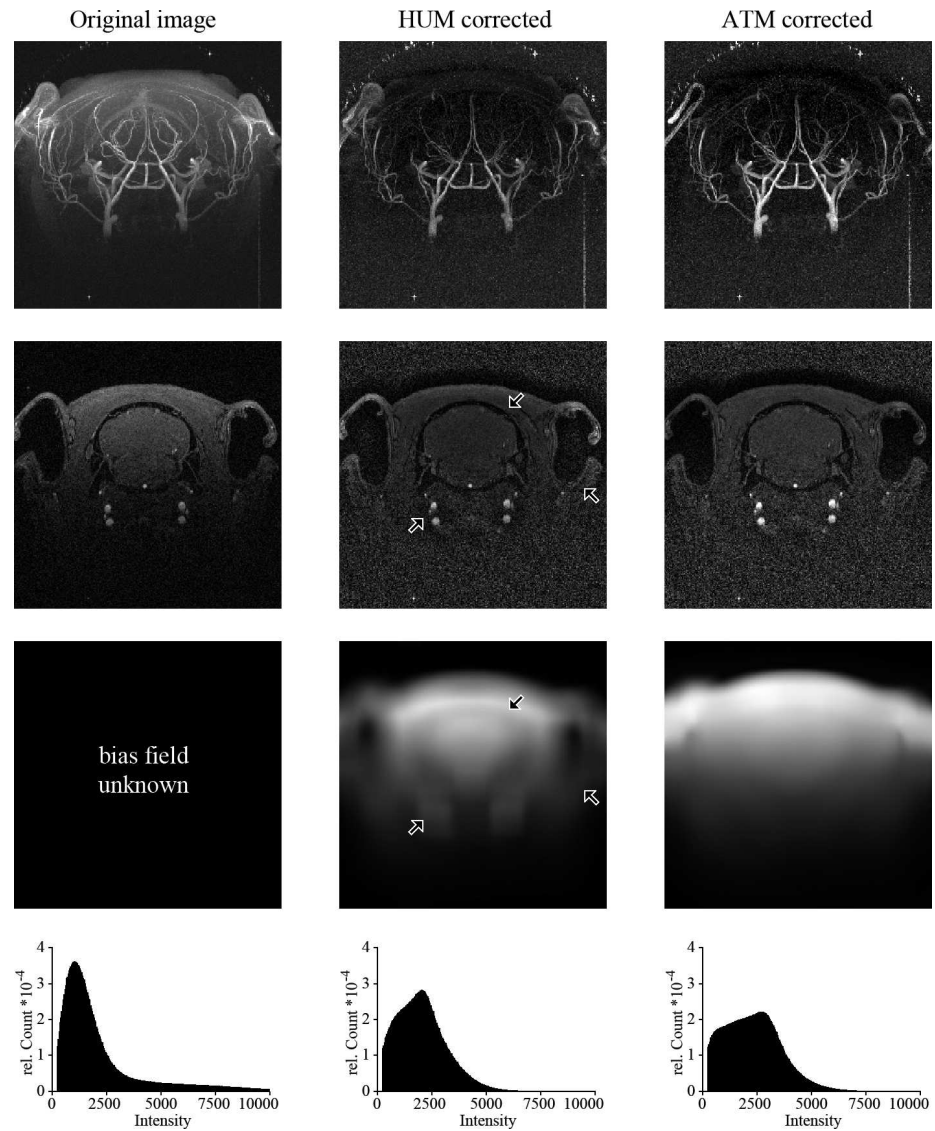 Original image
HUM corrected
ATM corrected
bias field
unknown
4
3
2
1
0
rel. Count *10-4
0 2500 5000 7500 10000
Intensity
4
3
2
1
0
rel. Count *10-4
0 2500 5000 7500 10000
Intensity
4
3
2
1
0
rel. Count *10-4
0 2500 5000 7500 10000
Intensity